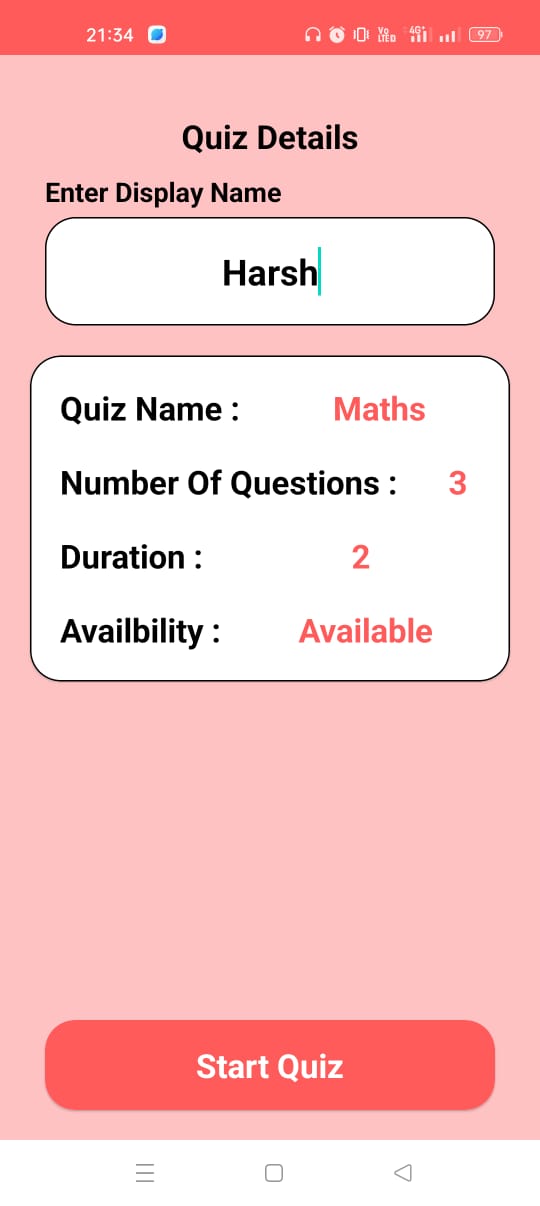 21:34 Vo LTE D 4G+ 97
Quiz Details
Enter Display Name
Harsh
Quiz Name : Maths
Number Of Questions : 3
Duration : 2
Availbility : Available
Start Quiz